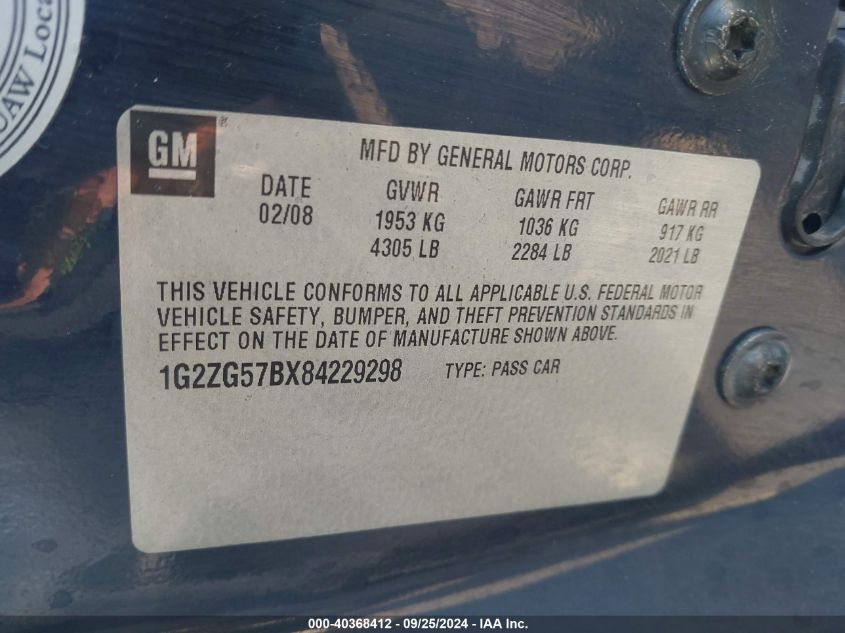 UAW Loca
GM ®
MFD BY GENERAL MOTORS CORP.
DATE GVWR GAWR FRT GAWR RR
02/08 1953 KG 1036 KG 917 KG
4305 LB 2284 LB 2021 LB
THIS VEHICLE CONFORMS TO ALL APPLICABLE U.S. FEDERAL MOTOR
VEHICLE SAFETY, BUMPER, AND THEFT PREVENTION STANDARDS IN
EFFECT ON THE DATE OF MANUFACTURE SHOWN ABOVE.
1G2ZG57BX84229298 TYPE: PASS CAR
000-40368412 - 09/25/2024 - IAA Inc.